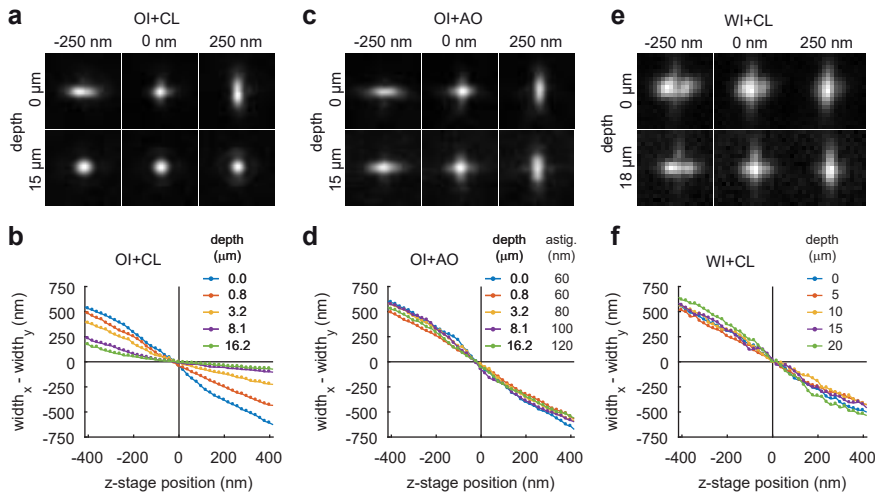 a
OI+CL
-250 nm
0 nm
250 nm
0 µm
depth
15 µm
b
OI+CL
depth
(µm)
0.0
0.8
3.2
8.1
16.2
width_x - width_y (nm)
750
500
250
0
-250
-500
-750
-400
-200
0
200
400
z-stage position (nm)
c
OI+AO
-250 nm
0 nm
250 nm
0 µm
depth
15 µm
d
OI+AO
depth
(µm)
astig.
(nm)
0.0 60
0.8 60
3.2 80
8.1 100
16.2 120
width_x - width_y (nm)
750
500
250
0
-250
-500
-750
-400
-200
0
200
400
z-stage position (nm)
e
WI+CL
-250 nm
0 nm
250 nm
0 µm
depth
18 µm
f
WI+CL
depth
(µm)
0
5
10
15
20
width_x - width_y (nm)
750
500
250
0
-250
-500
-750
-400
-200
0
200
400
z-stage position (nm)